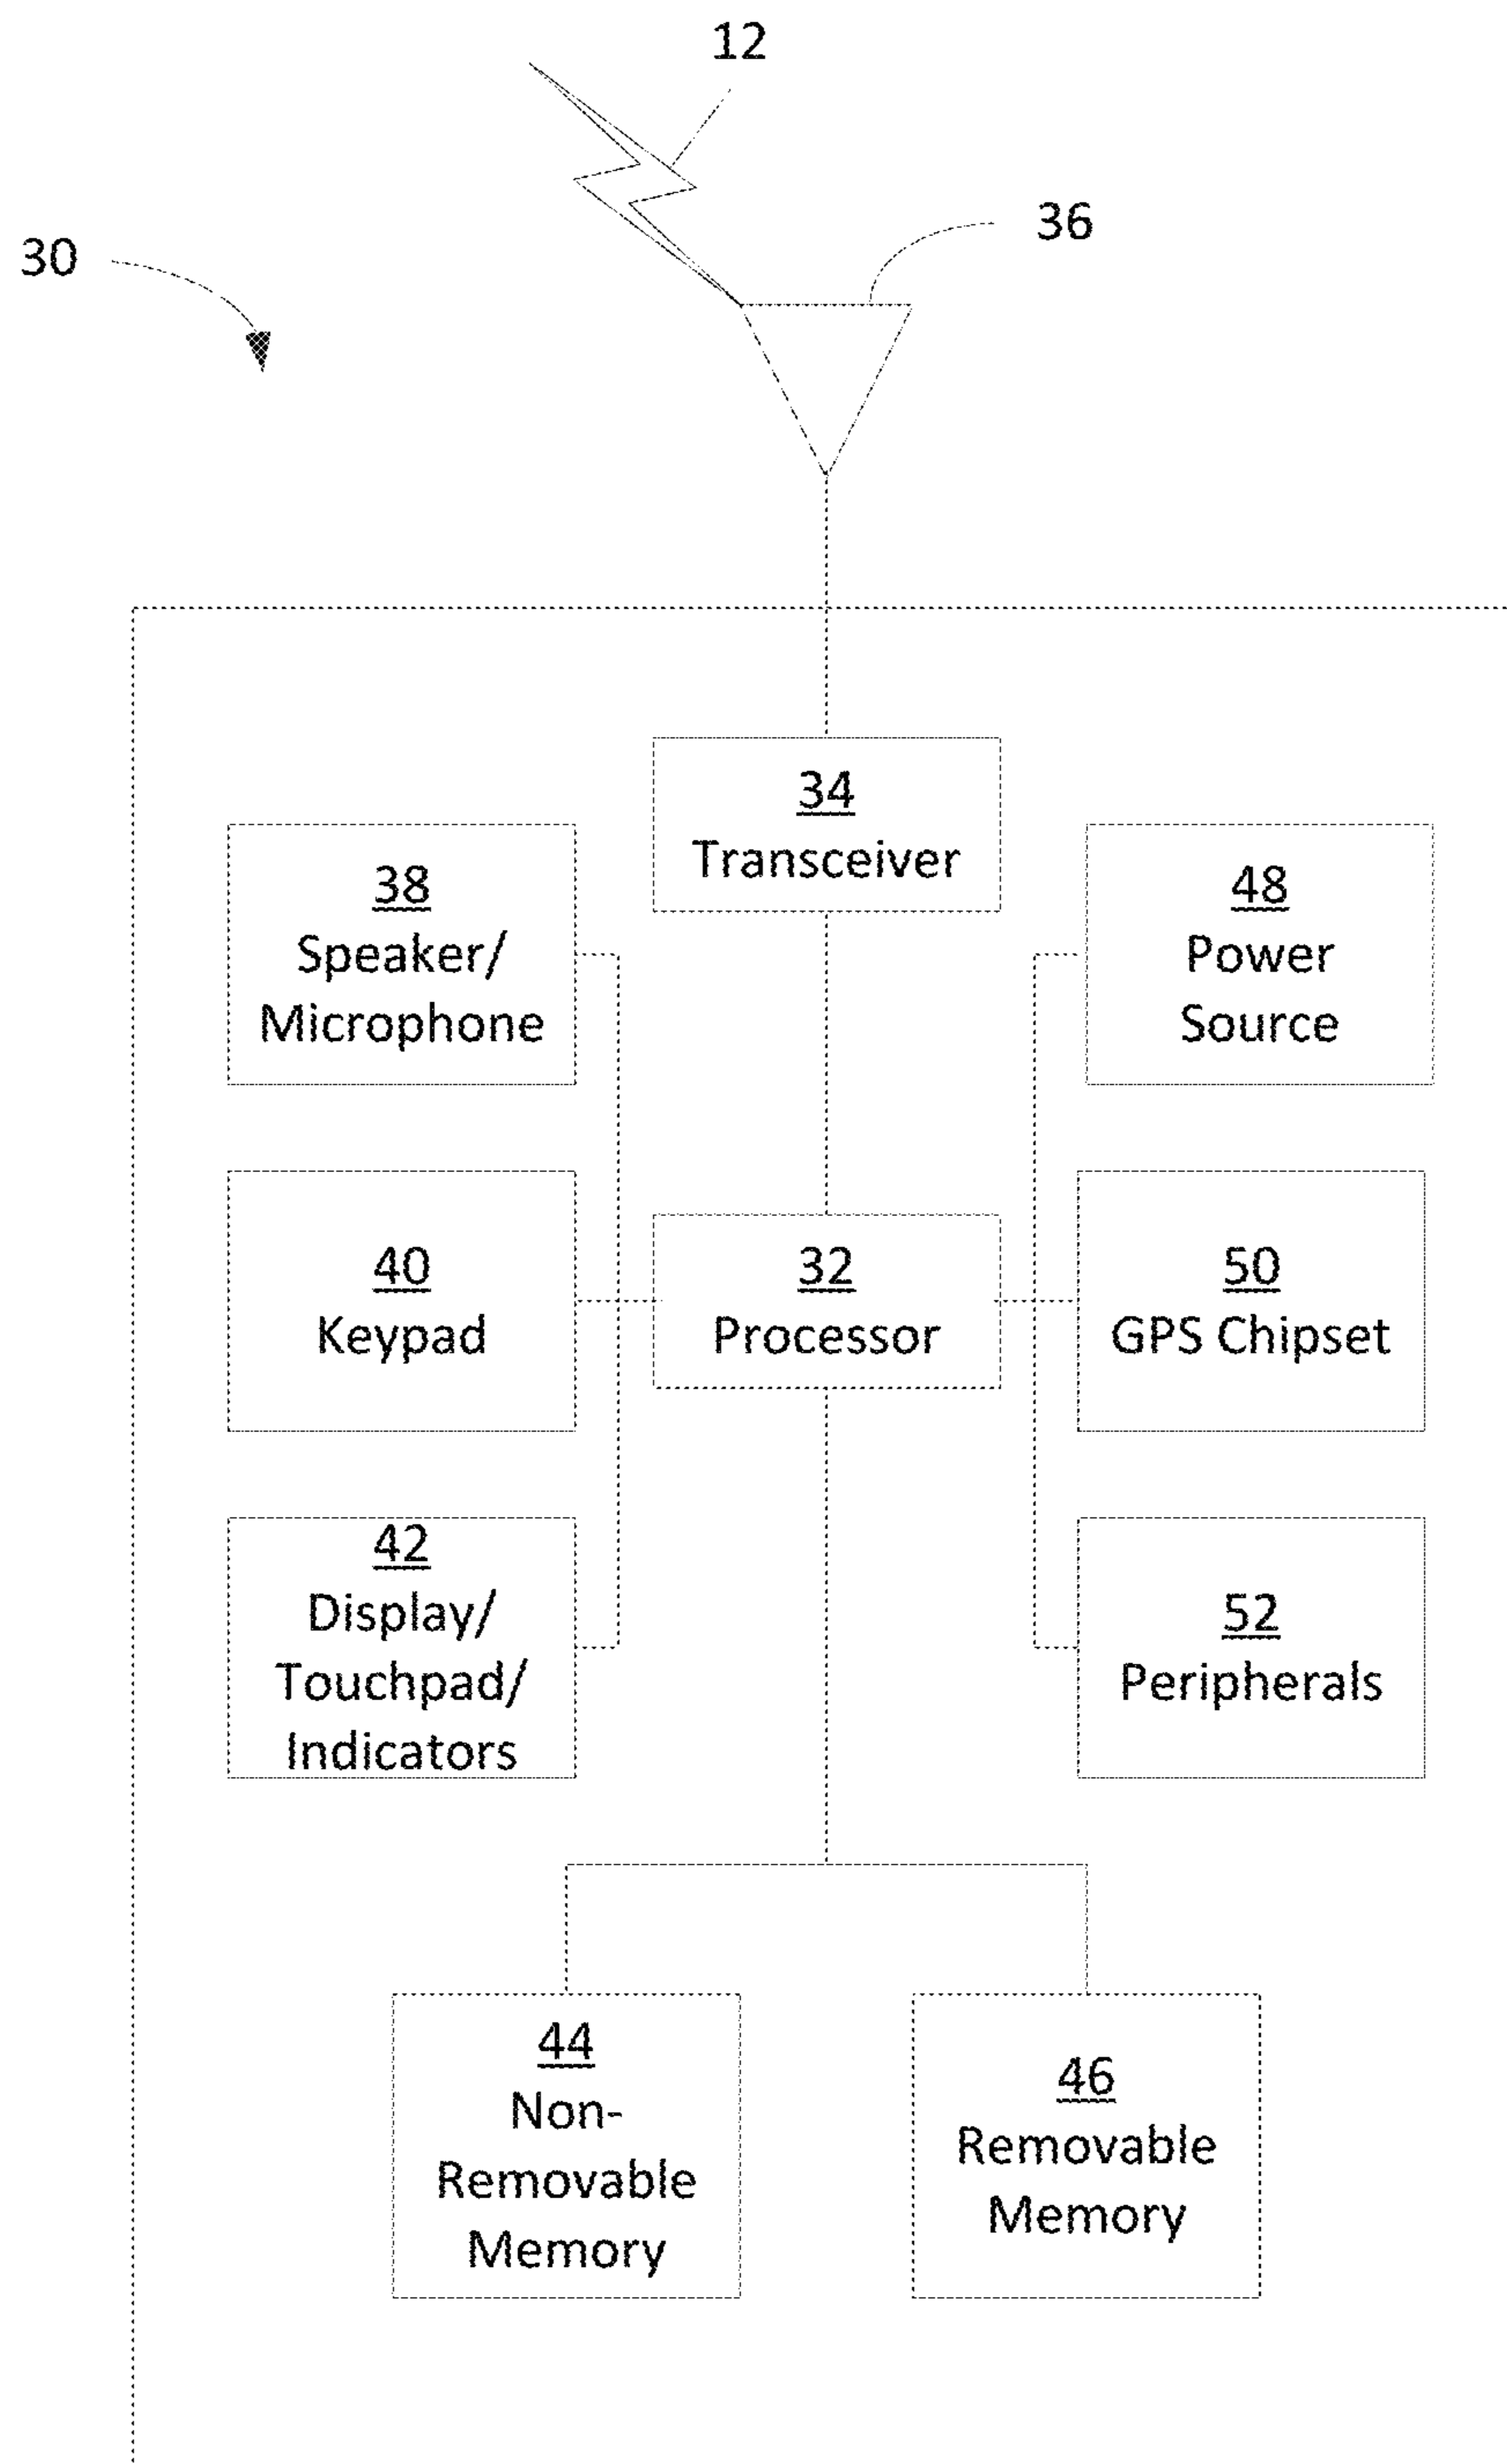 12
36
30
34
Transceiver
38
Speaker/
Microphone
48
Power
Source
40
Keypad
32
Processor
50
GPS Chipset
42
Display/
Touchpad/
Indicators
52
Peripherals
44
Non-
Removable
Memory
46
Removable
Memory